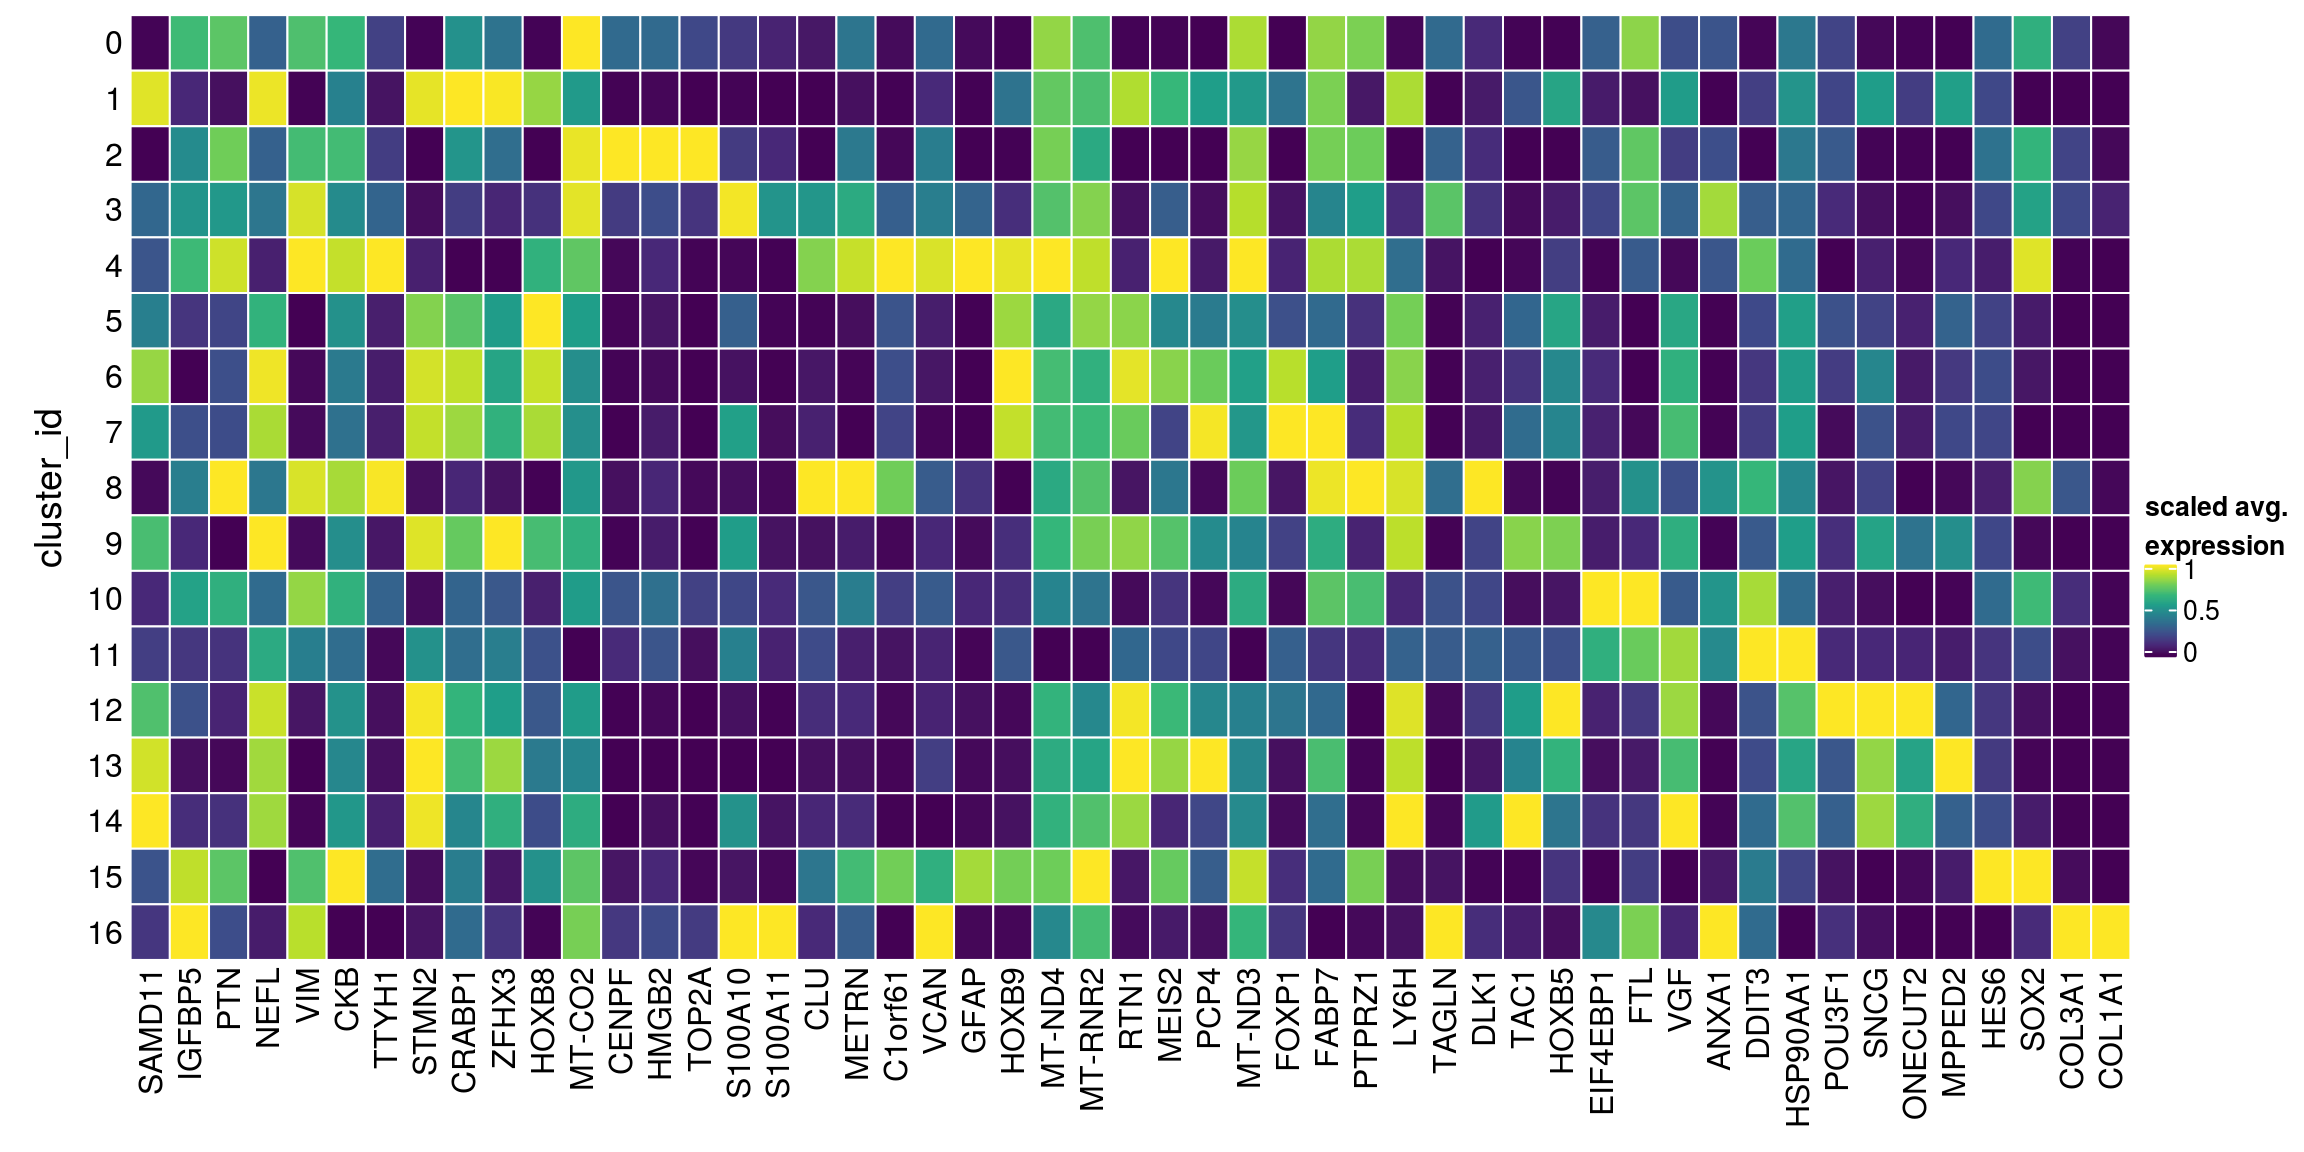 cluster_id
0
1
2
3
4
5
6
7
8
9
10
11
12
13
14
15
16
SAMD11
IGFBP5
PTN
NEFL
VIM
CKB
TTYH1
STMN2
CRABP1
ZFHX3
HOXB8
MT-CO2
CENPF
HMGB2
TOP2A
S100A10
S100A11
CLU
METRN
C1orf61
VCAN
GFAP
HOXB9
MT-ND4
MT-RNR2
RTN1
MEIS2
PCP4
MT-ND3
FOXP1
FABP7
PTPRZ1
LY6H
TAGLN
DLK1
TAC1
HOXB5
EIF4EBP1
FTL
VGF
ANXA1
DDIT3
HSP90AA1
POU3F1
SNCG
ONECUT2
MPPED2
HES6
SOX2
COL3A1
COL1A1
scaled avg.
expression
1
0.5
0